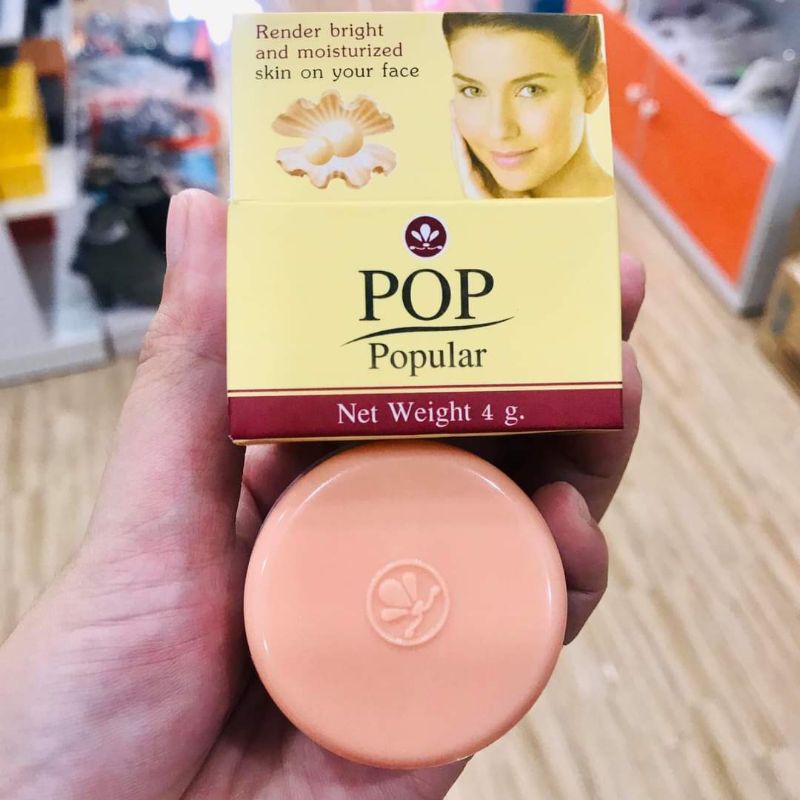 Render bright
and moisturized
skin on your face
POP
Popular
Net Weight 4 g.